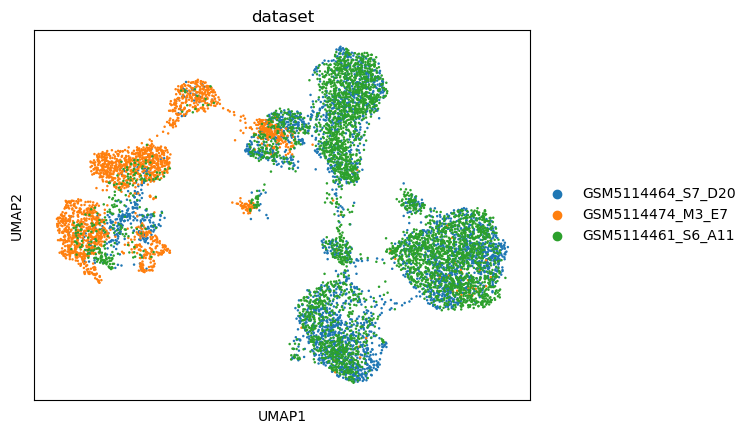 dataset
UMAP2
UMAP1
GSM5114464_S7_D20
GSM5114474_M3_E7
GSM5114461_S6_A11